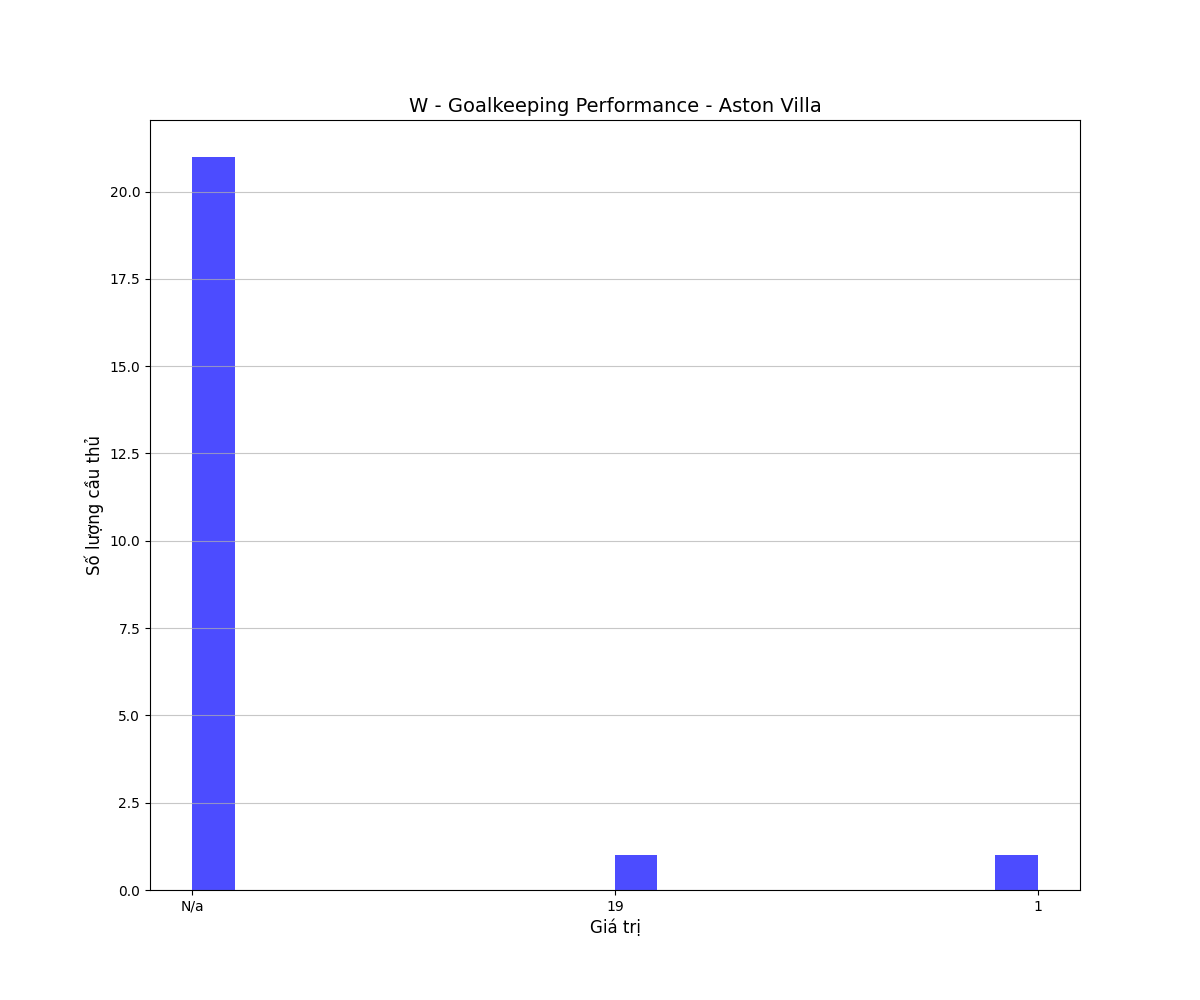 W - Goalkeeping Performance - Aston Villa
20.0
17.5
15.0
12.5
10.0
7.5
5.0
2.5
0.0
Số lượng cầu thủ
N/a 19 1
Giá trị